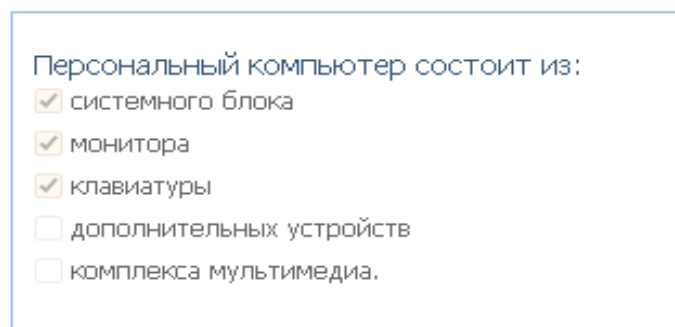 Персональный компьютер состоит из:
системного блока
монитора
клавиатуры
дополнительных устройств
комплекса мультимедиа.